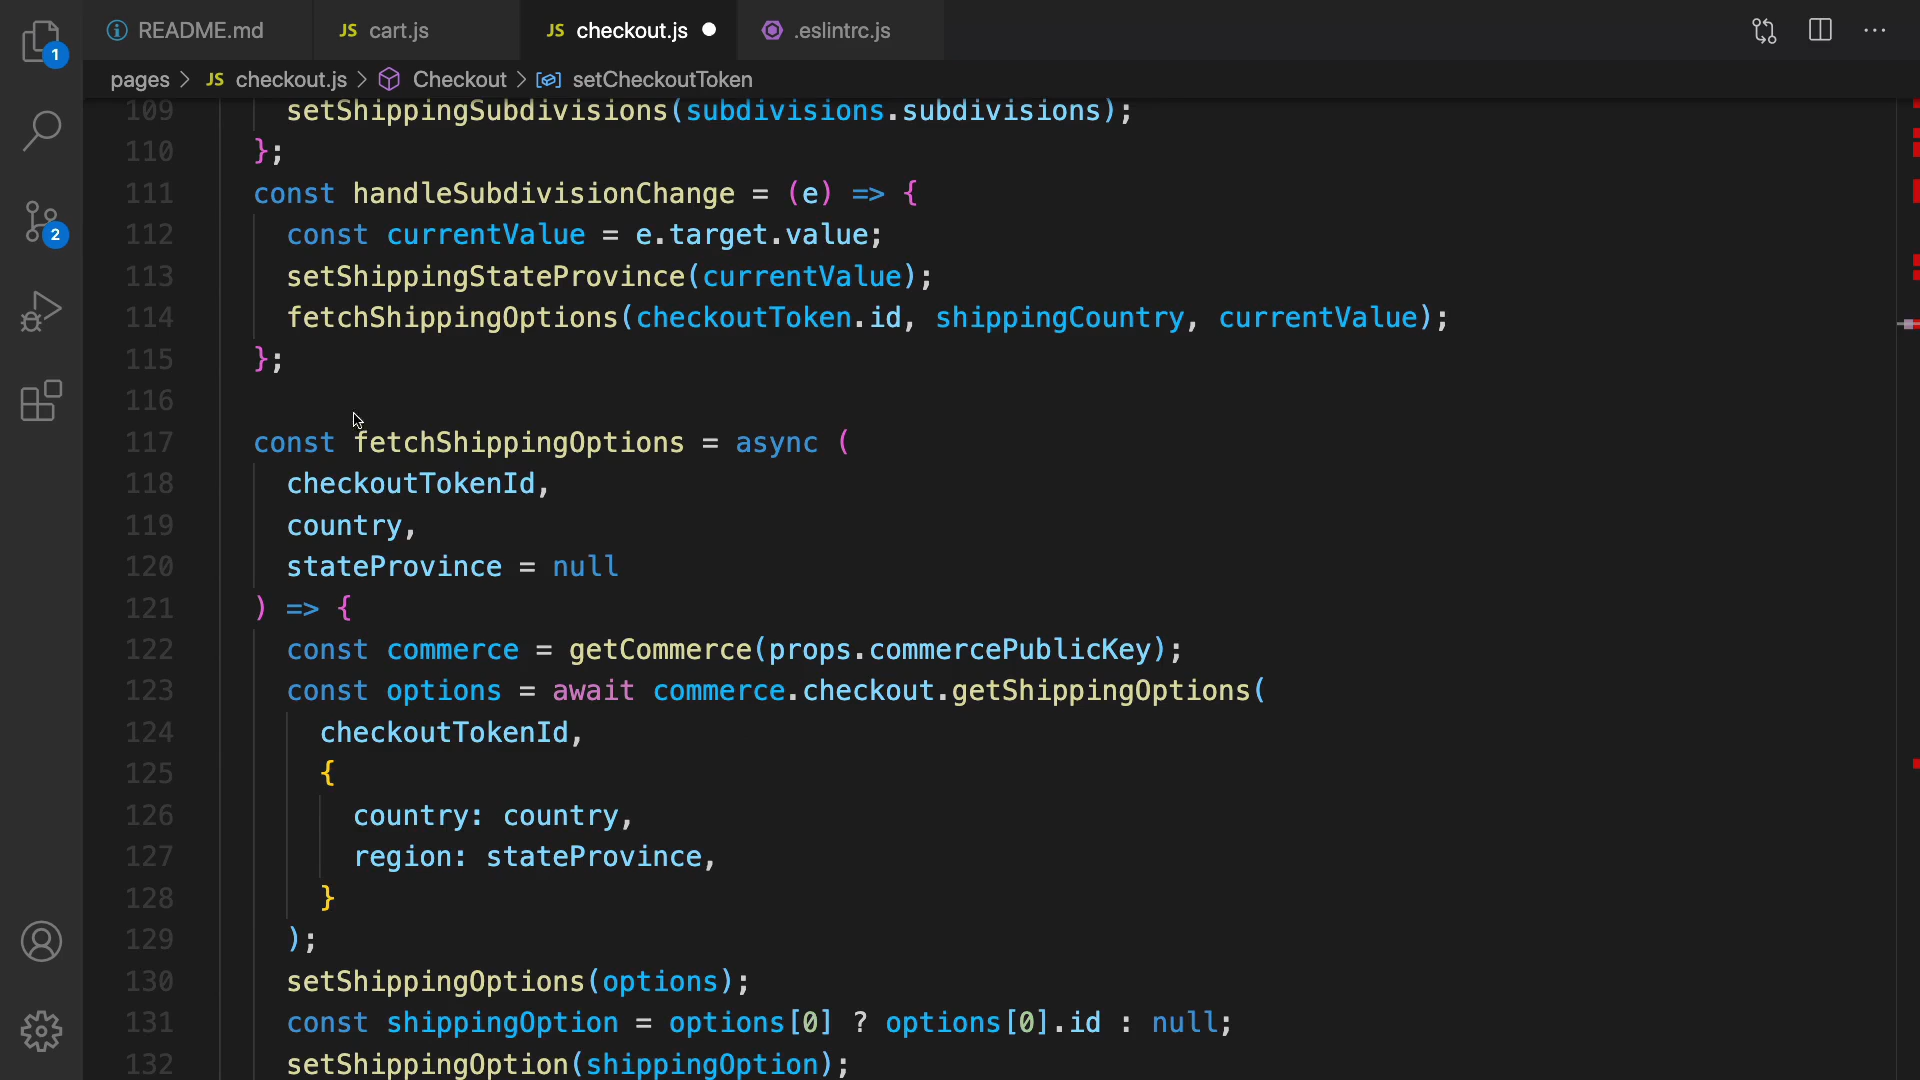 README.md
JS cart.js
JS checkout.js
.eslintrc.js
1
pages > JS checkout.js > Checkout > setCheckoutToken
2
109 setShippingSubdivisions(subdivisions.subdivisions);
110 };
111 const handleSubdivisionChange = (e) => {
112 const currentValue = e.target.value;
113 setShippingStateProvince(currentValue);
114 fetchShippingOptions(checkoutToken.id, shippingCountry, currentValue);
115 };
116
117 const fetchShippingOptions = async (
118 checkoutTokenId,
119 country,
120 stateProvince = null
121 ) => {
122 const commerce = getCommerce(props.commercePublicKey);
123 const options = await commerce.checkout.getShippingOptions(
124 checkoutTokenId,
125 {
126 country: country,
127 region: stateProvince,
128 }
129 );
130 setShippingOptions(options);
131 const shippingOption = options[0] ? options[0].id : null;
132 setShippingOption(shippingOption);